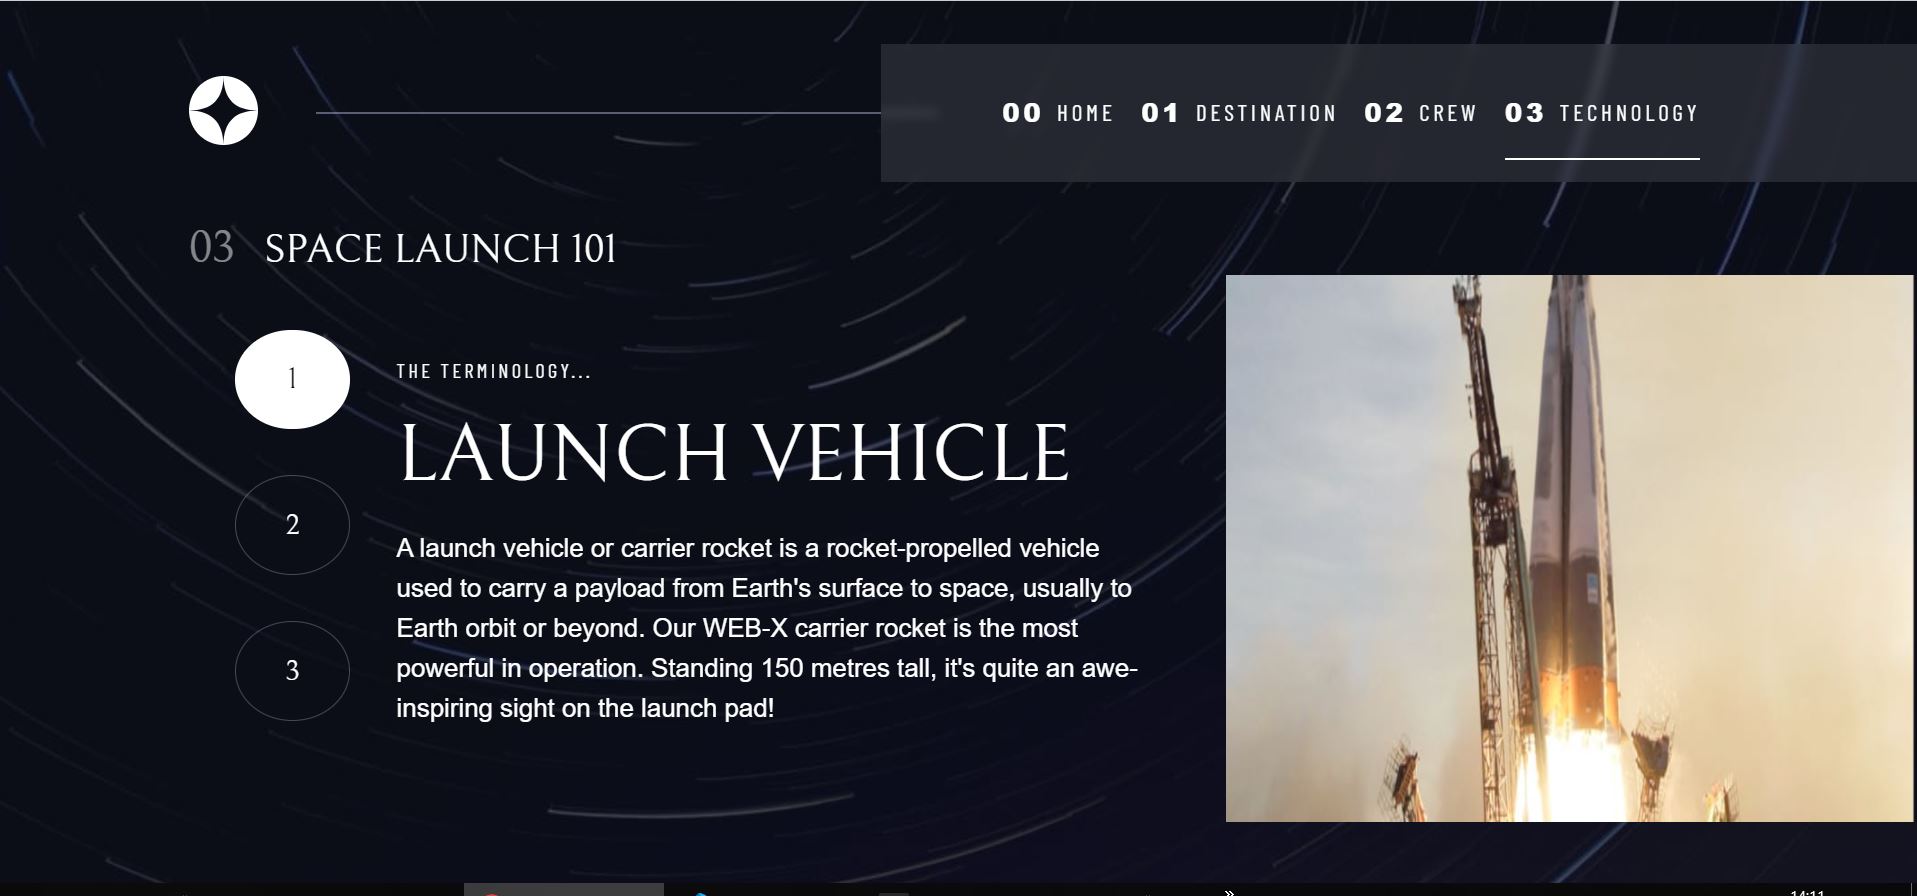 00 HOME 01 DESTINATION 02 CREW 03 TECHNOLOGY
03 SPACE LAUNCH 101
1
THE TERMINOLOGY...
LAUNCH VEHICLE
2
A launch vehicle or carrier rocket is a rocket-propelled vehicle
used to carry a payload from Earth's surface to space, usually to
Earth orbit or beyond. Our WEB-X carrier rocket is the most
powerful in operation. Standing 150 metres tall, it's quite an awe-
inspiring sight on the launch pad!
3